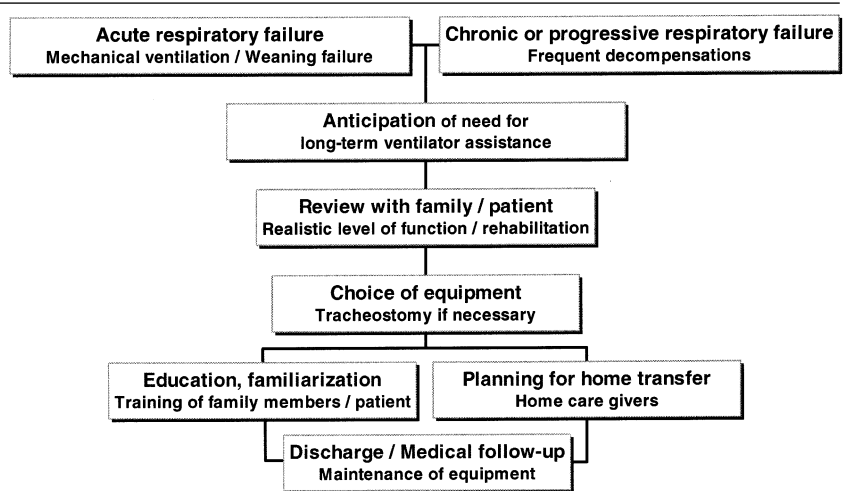 Acute respiratory failure
Mechanical ventilation / Weaning failure
Chronic or progressive respiratory failure
Frequent decompensations
Anticipation of need for
long-term ventilator assistance
Review with family / patient
Realistic level of function / rehabilitation
Choice of equipment
Tracheostomy if necessary
Education, familiarization
Training of family members / patient
Planning for home transfer
Home care givers
Discharge / Medical follow-up
Maintenance of equipment